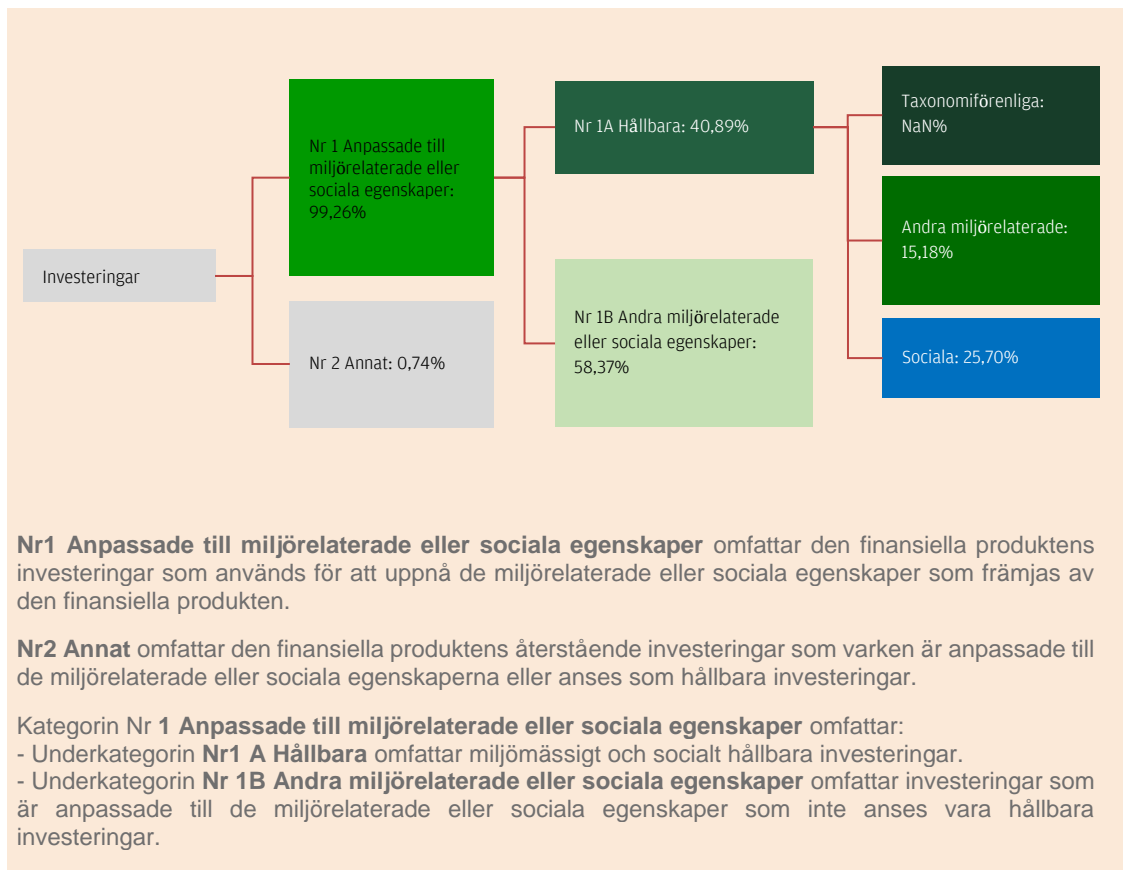 Investeringar
Nr 1 Anpassade till
miljörelaterade eller
sociala egenskaper:
99,26%
Nr 2 Annat: 0,74%
Nr 1A Hållbara: 40,89%
Nr 1B Andra miljörelaterade
eller sociala egenskaper:
58,37%
Taxonomiförenliga:
NaN%
Andra miljörelaterade:
15,18%
Sociala: 25,70%
Nr1 Anpassade till miljörelaterade eller sociala egenskaper omfattar den finansiella produktens
investeringar som används för att uppnå de miljörelaterade eller sociala egenskaper som främjas av
den finansiella produkten.
Nr2 Annat omfattar den finansiella produktens återstående investeringar som varken är anpassade till
de miljörelaterade eller sociala egenskaperna eller anses som hållbara investeringar.
Kategorin Nr 1 Anpassade till miljörelaterade eller sociala egenskaper omfattar:
- Underkategorin Nr1 A Hållbara omfattar miljömässigt och socialt hållbara investeringar.
- Underkategorin Nr 1B Andra miljörelaterade eller sociala egenskaper omfattar investeringar som
är anpassade till de miljörelaterade eller sociala egenskaper som inte anses vara hållbara
investeringar.